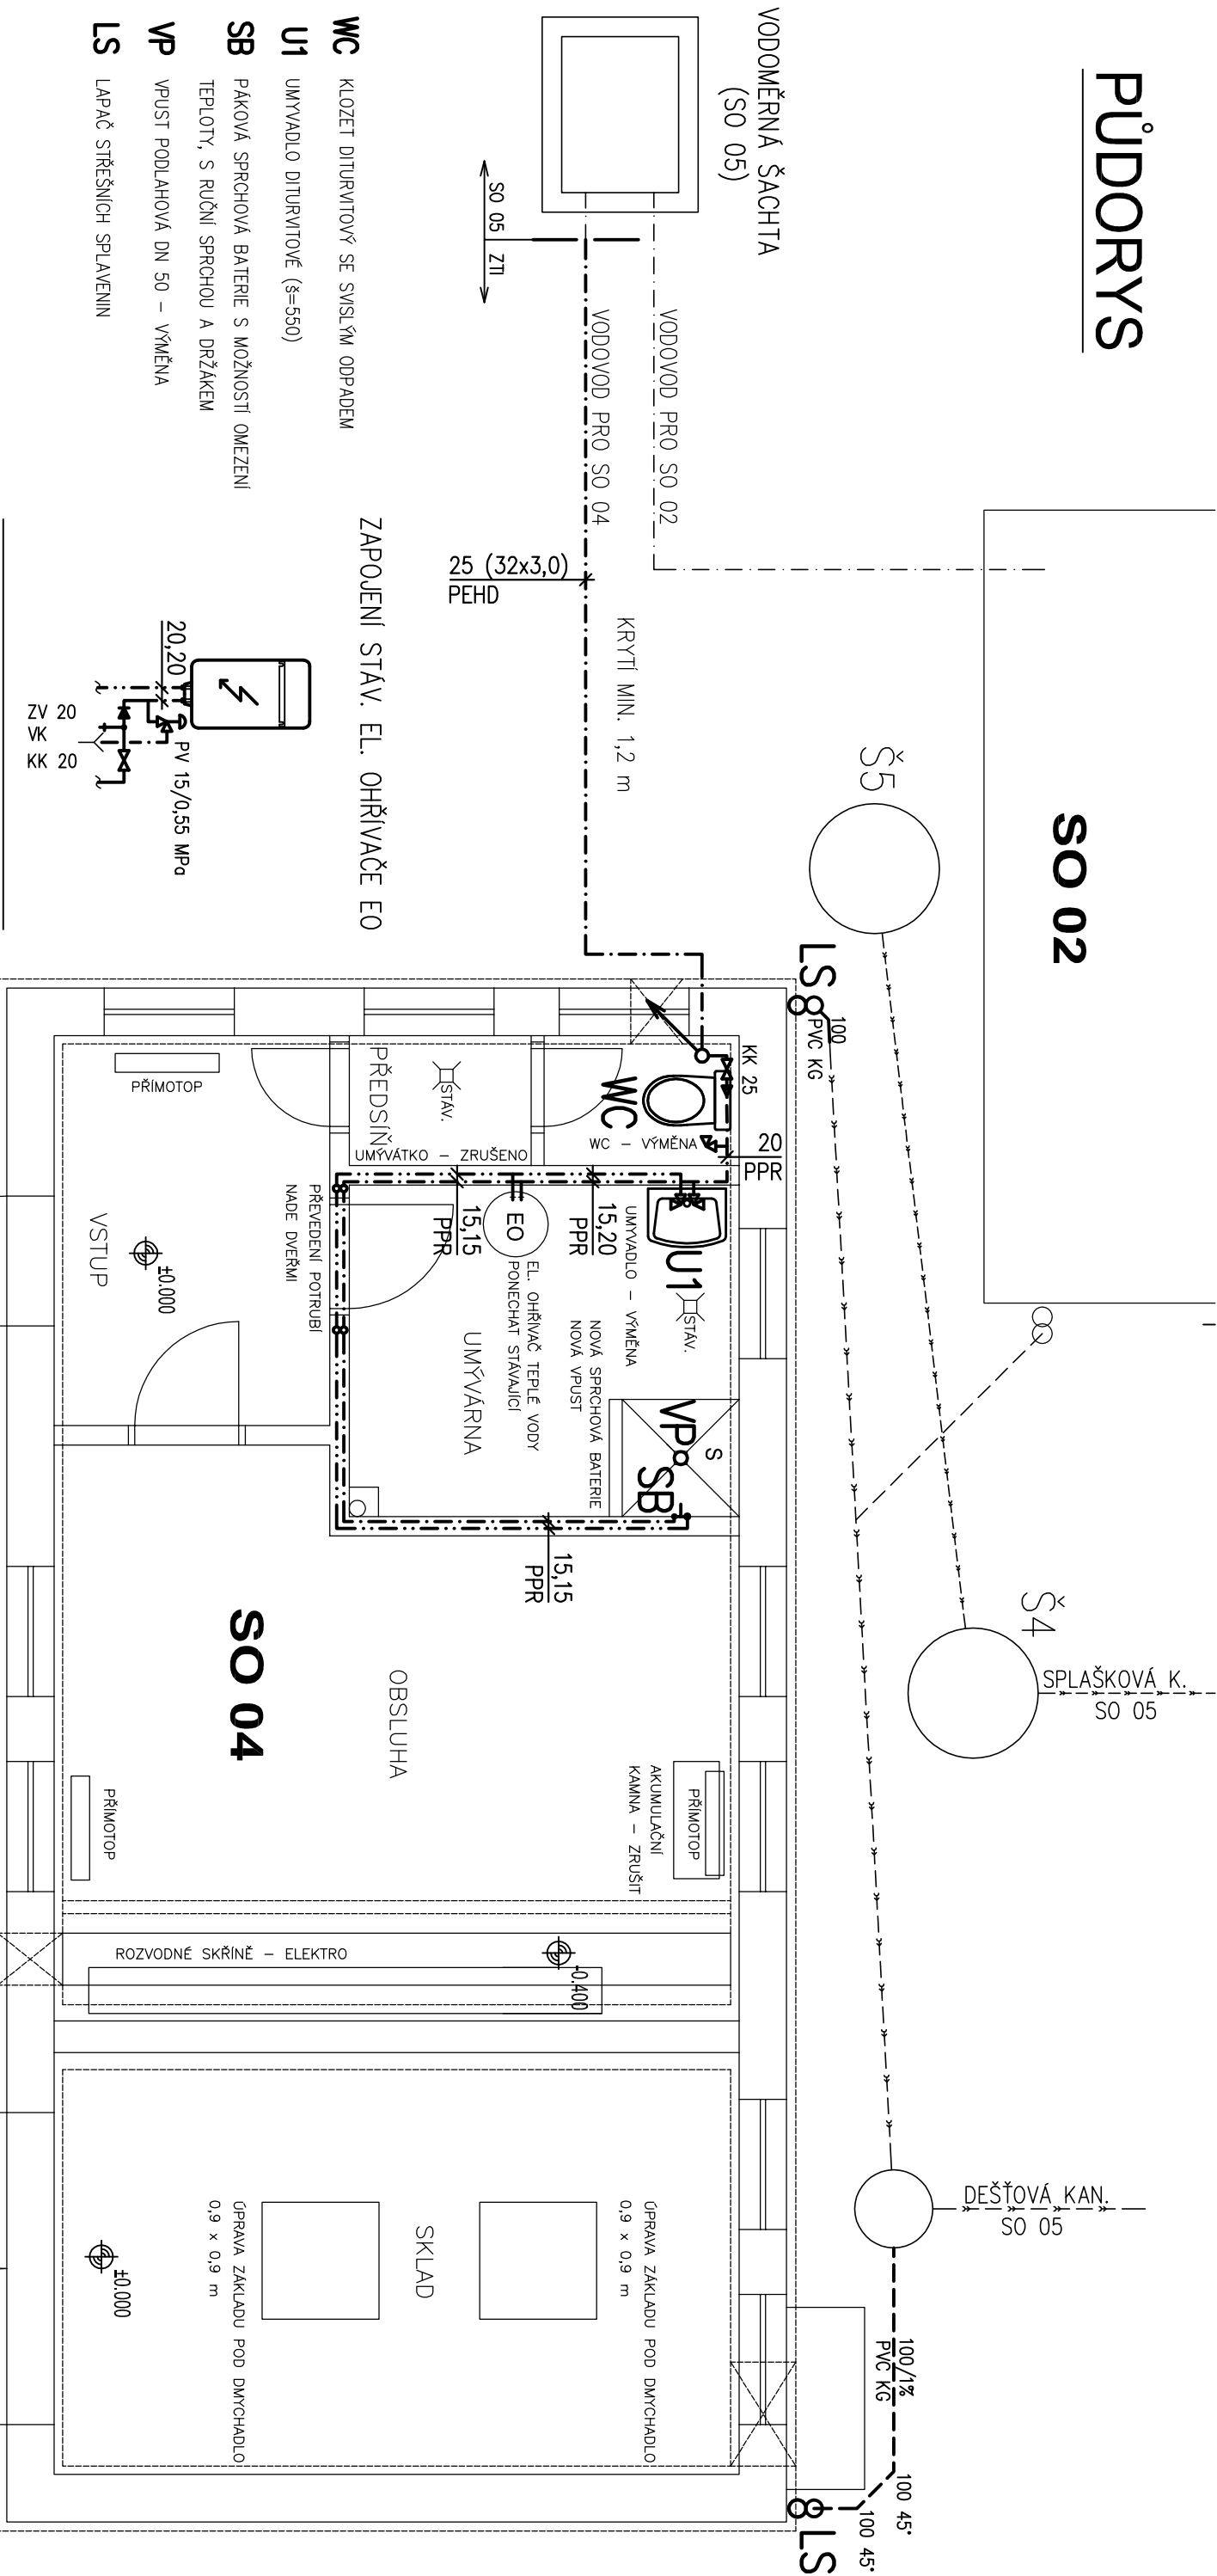 PŮDORYS
VODOMĚRNÁ ŠACHTA
(SO 05)
SO 05
ZTI
VODOVOD PRO SO 02
VODOVOD PRO SO 04
25 (32x3,0)
PEHD
KRYTÍ MIN. 1,2 m
SO 02
Š5
Š4
SPLAŠKOVÁ K.
SO 05
DEŠŤOVÁ KAN.
SO 05
100/1%
PVC KG
100 45°
100 45°
LS
LS
100
PVC KG
WC KLOZET DITURVITOVÝ SE SVISLÝM ODPADEM
U1 UMYVADLO DITURVITOVÉ (š=550)
SB PÁKOVÁ SPRCHOVÁ BATERIE S MOŽNOSTÍ OMEZENÍ
TEPLOTY, S RUČNÍ SPRCHOU A DRŽÁKEM
VP VPUST PODLAHOVÁ DN 50 – VÝMĚNA
LS LAPAČ STŘEŠNÍCH SPLAVENIN
ZAPOJENÍ STÁV. EL. OHŘÍVAČE EO
20,20
PV 15/0,55 MPa
ZV 20
VK
KK 20
KK 25
WC
WC – VÝMĚNA
20
PPR
PŘEDSÍŇ
STÁV.
UMÝVÁTKO – ZRUŠENO
PŘÍMOTOP
U1
STÁV.
UMYVADLO – VÝMĚNA
15,20
PPR
15,15
PPR
EO
EL. OHŘÍVAČ TEPLÉ VODY
PONECHAT STÁVAJÍCÍ
NOVÁ SPRCHOVÁ BATERIE
NOVÁ VPUST
UMÝVÁRNA
VP
S
SB
PŘEVEDENÍ POTRUBÍ
NADE DVEŘMI
VSTUP
±0.000
15,15
PPR
SO 04
OBSLUHA
PŘÍMOTOP
AKUMULAČNÍ
KAMNA – ZRUŠIT
PŘÍMOTOP
ROZVODNÉ SKŘÍNĚ – ELEKTRO
-0.400
ÚPRAVA ZÁKLADU POD DMYCHADLO
0,9 x 0,9 m
SKLAD
ÚPRAVA ZÁKLADU POD DMYCHADLO
0,9 x 0,9 m
±0.000